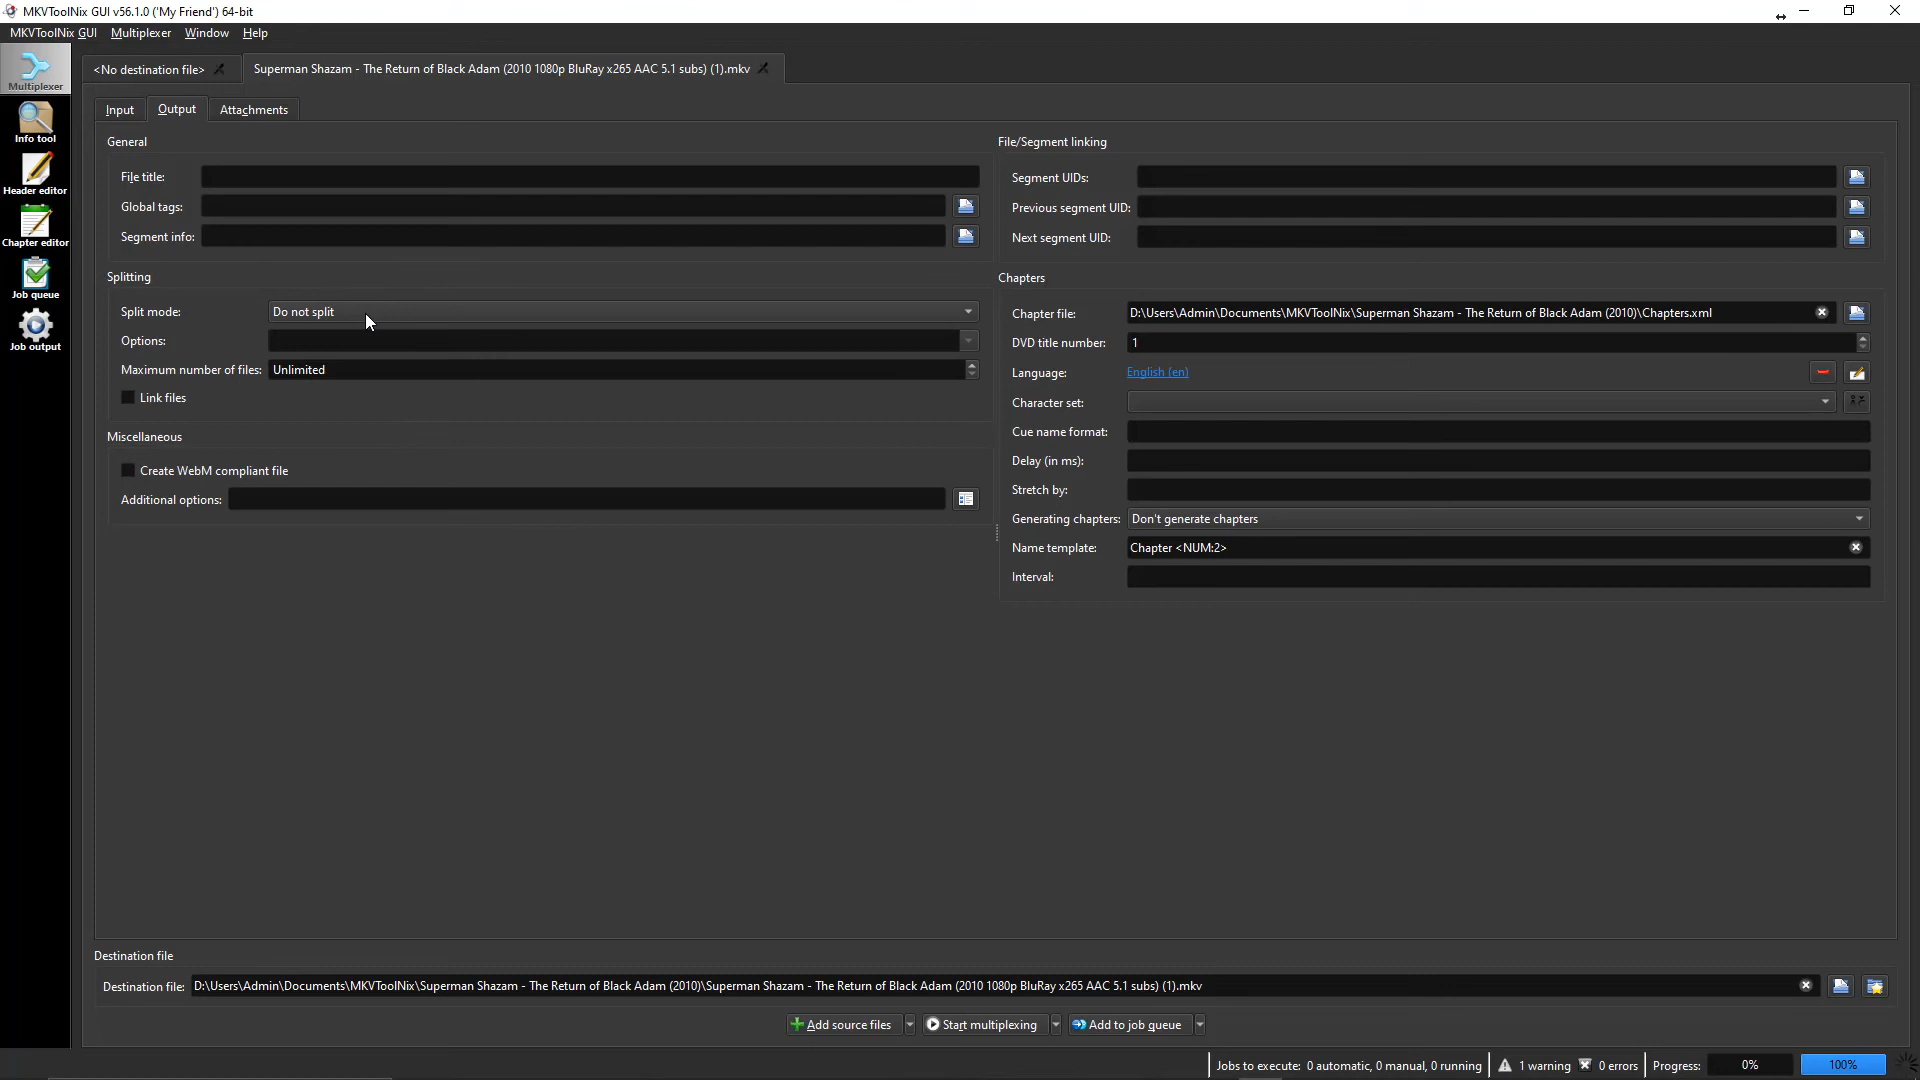 MKVToolNix GUI v56.1.0 ('My Friend') 64-bit
MKVToolNix GUI Multiplexer Window Help
Multiplexer
Info tool
Header editor
Chapter editor
Job queue
Job output
<No destination file> Superman Shazam - The Return of Black Adam (2010 1080p BluRay x265 AAC 5.1 subs) (1).mkv
Input Output Attachments
General
File title:
Global tags:
Segment info:
Splitting
Split mode: Do not split
Options:
Maximum number of files: Unlimited
Link files
Miscellaneous
Create WebM compliant file
Additional options:
File/Segment linking
Segment UIDs:
Previous segment UID:
Next segment UID:
Chapters
Chapter file: D:\Users\Admin\Documents\MKVToolNix\Superman Shazam - The Return of Black Adam (2010)\Chapters.xml
DVD title number: 1
Language: English (en)
Character set:
Cue name format:
Delay (in ms):
Stretch by:
Generating chapters: Don't generate chapters
Name template: Chapter <NUM:2>
Interval:
Destination file
Destination file: D:\Users\Admin\Documents\MKVToolNix\Superman Shazam - The Return of Black Adam (2010)\Superman Shazam - The Return of Black Adam (2010 1080p BluRay x265 AAC 5.1 subs) (1).mkv
Add source files Start multiplexing Add to job queue
Jobs to execute: 0 automatic, 0 manual, 0 running 1 warning 0 errors Progress: 0% 100%